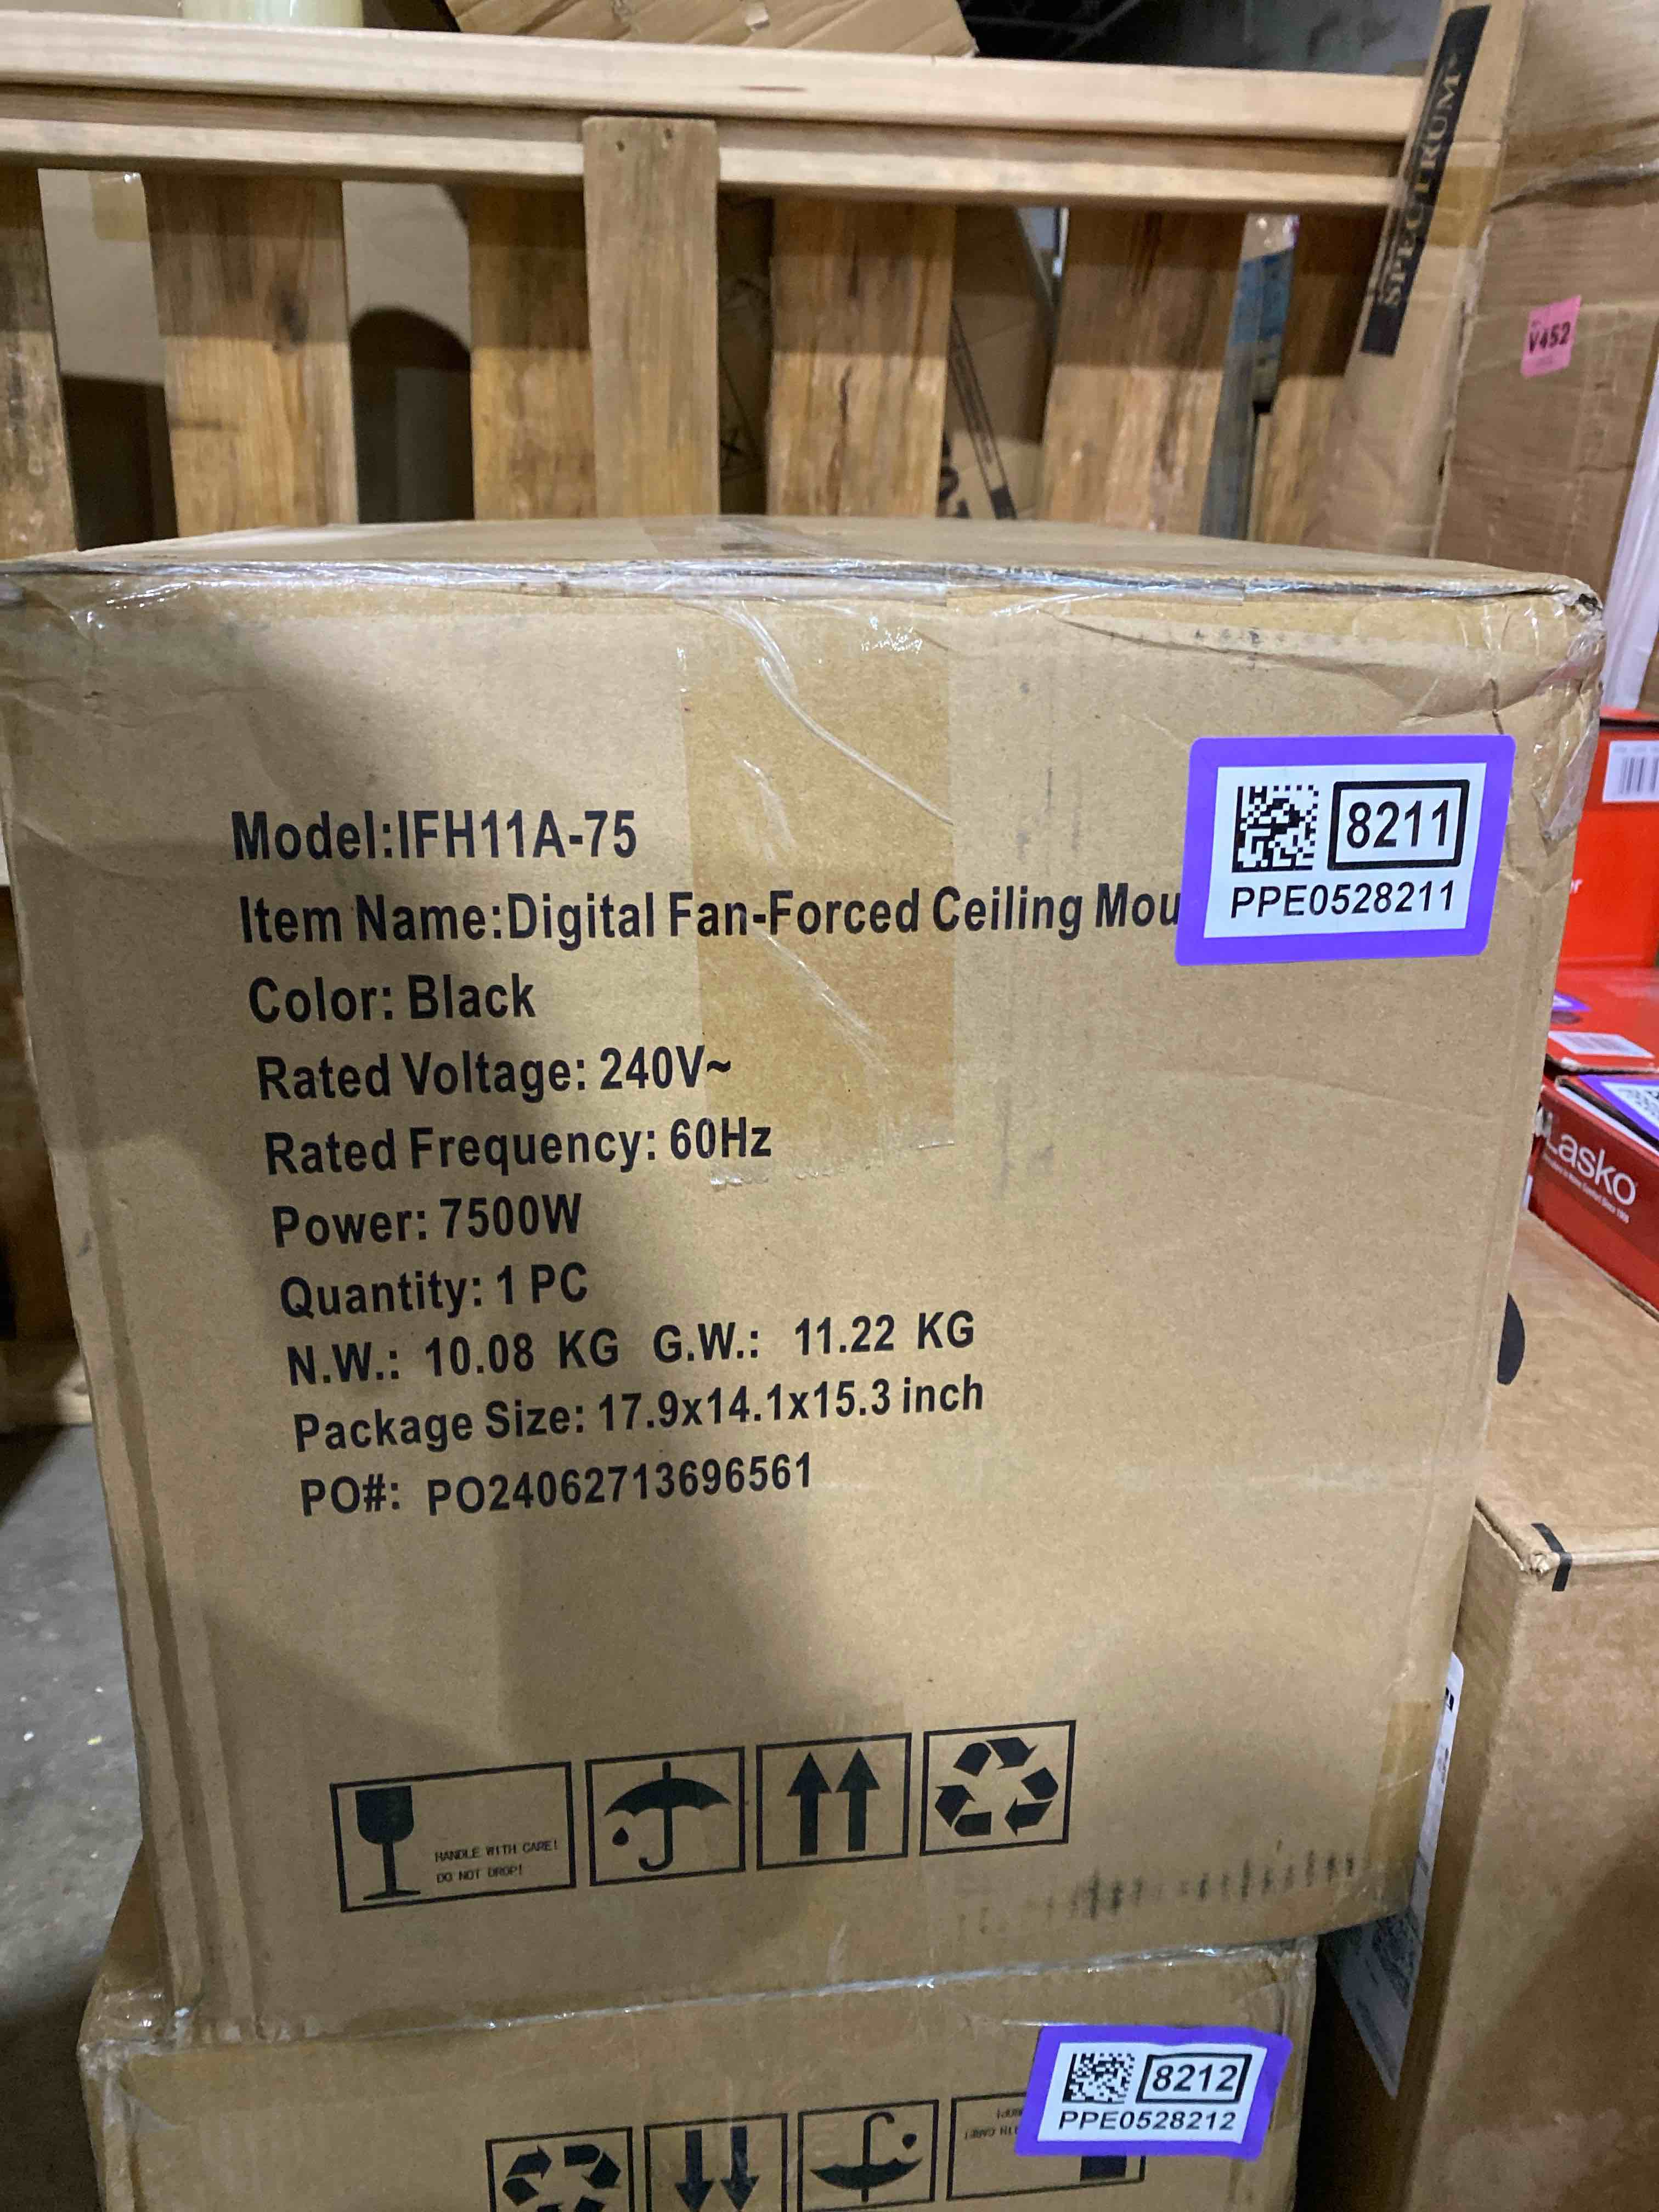 SPECTRUM
V452
8211
PPE0528211
Model:IFH11A-75
Item Name:Digital Fan-Forced Ceiling Mou
Color: Black
Rated Voltage: 240V~
Rated Frequency: 60Hz
Power: 7500W
Quantity: 1 PC
N.W.: 10.08 KG G.W.: 11.22 KG
Package Size: 17.9x14.1x15.3 inch
PO#: PO24062713696561
HANDLE WITH CARE!
DO NOT DROP!
Lasko
8212
PPE0528212